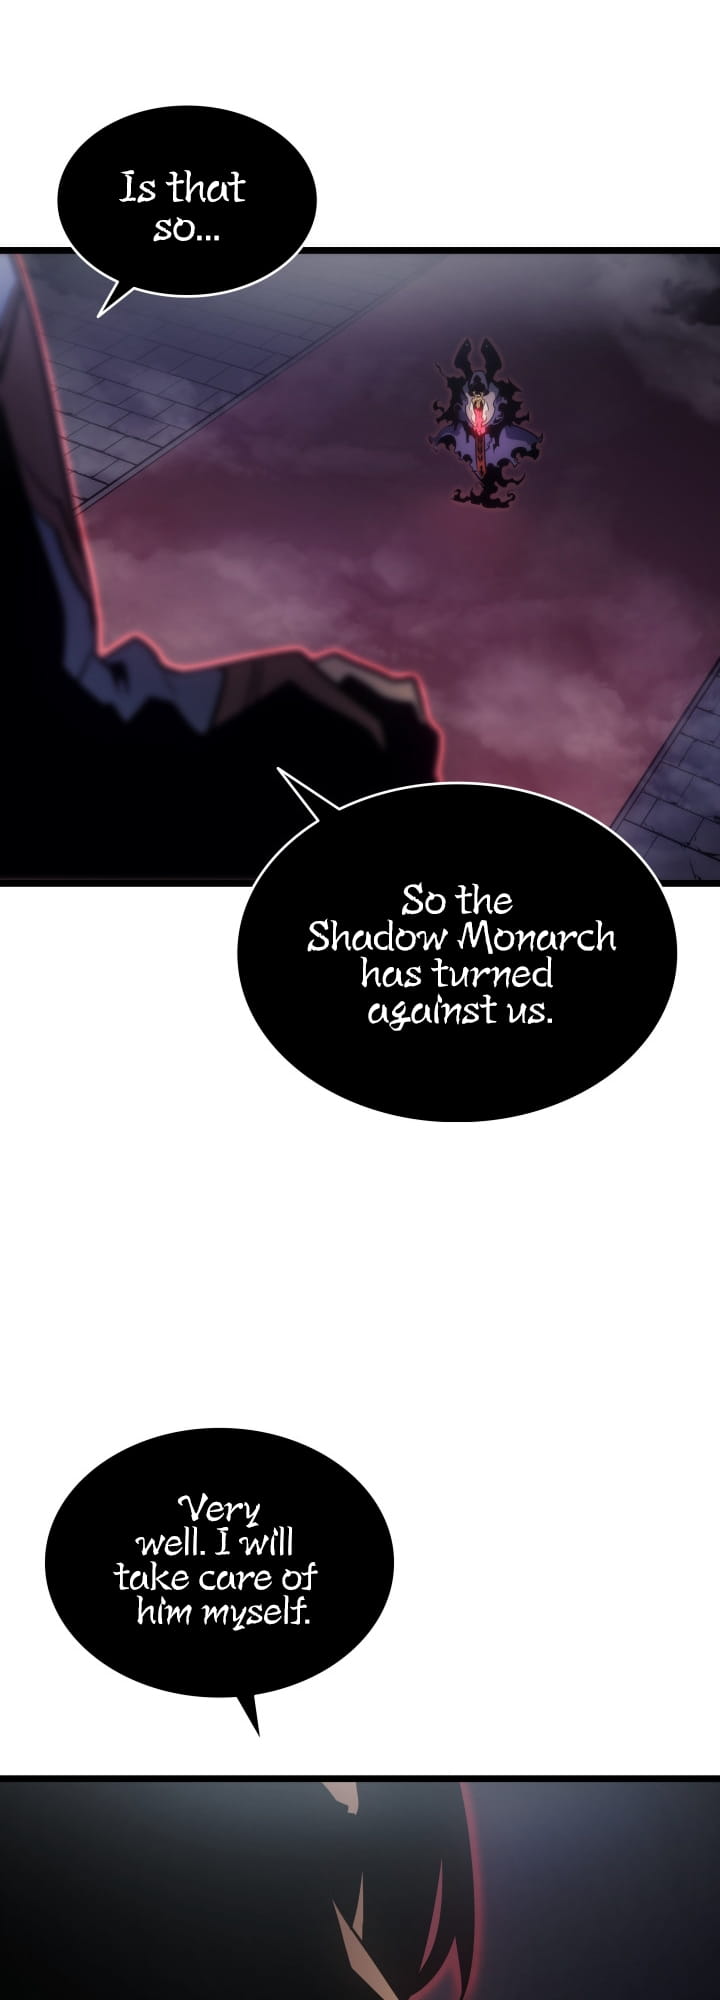 Is that
so...
So the
Shadow Monarch
has turned
against us.
Very
well. I will
take care of
him myself.